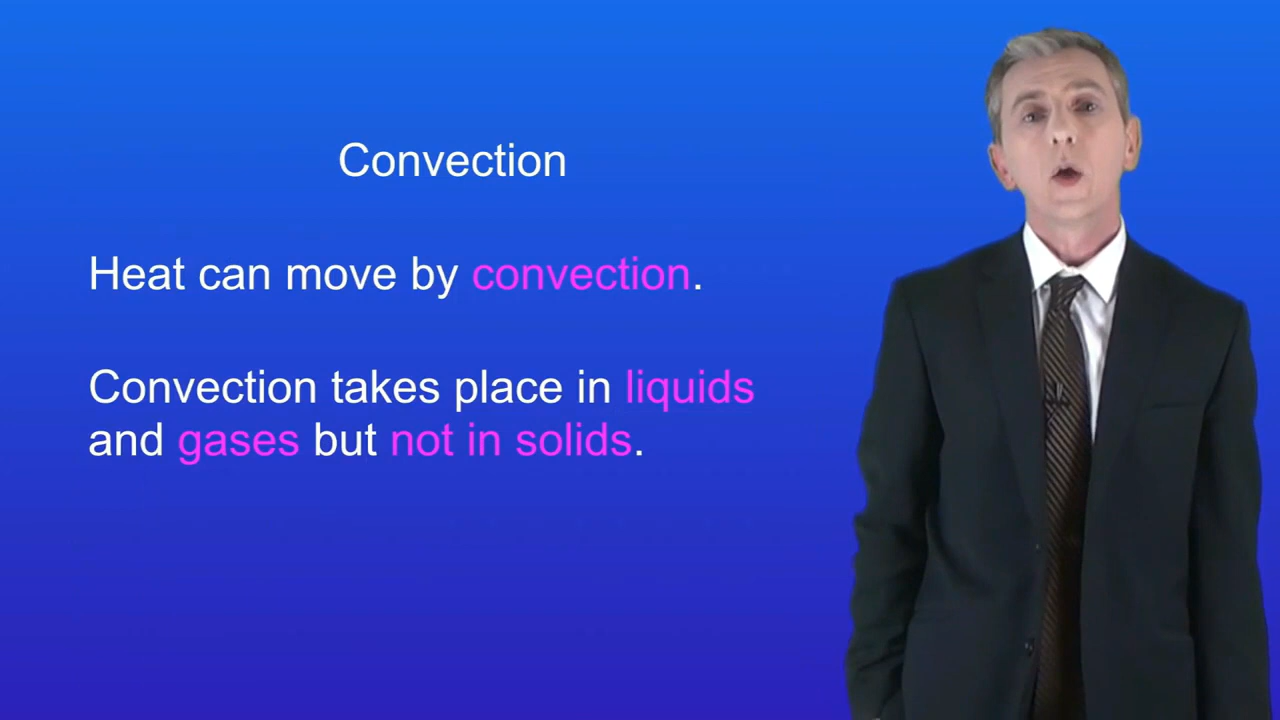 Convection
Heat can move by convection.
Convection takes place in liquids
and gases but not in solids.